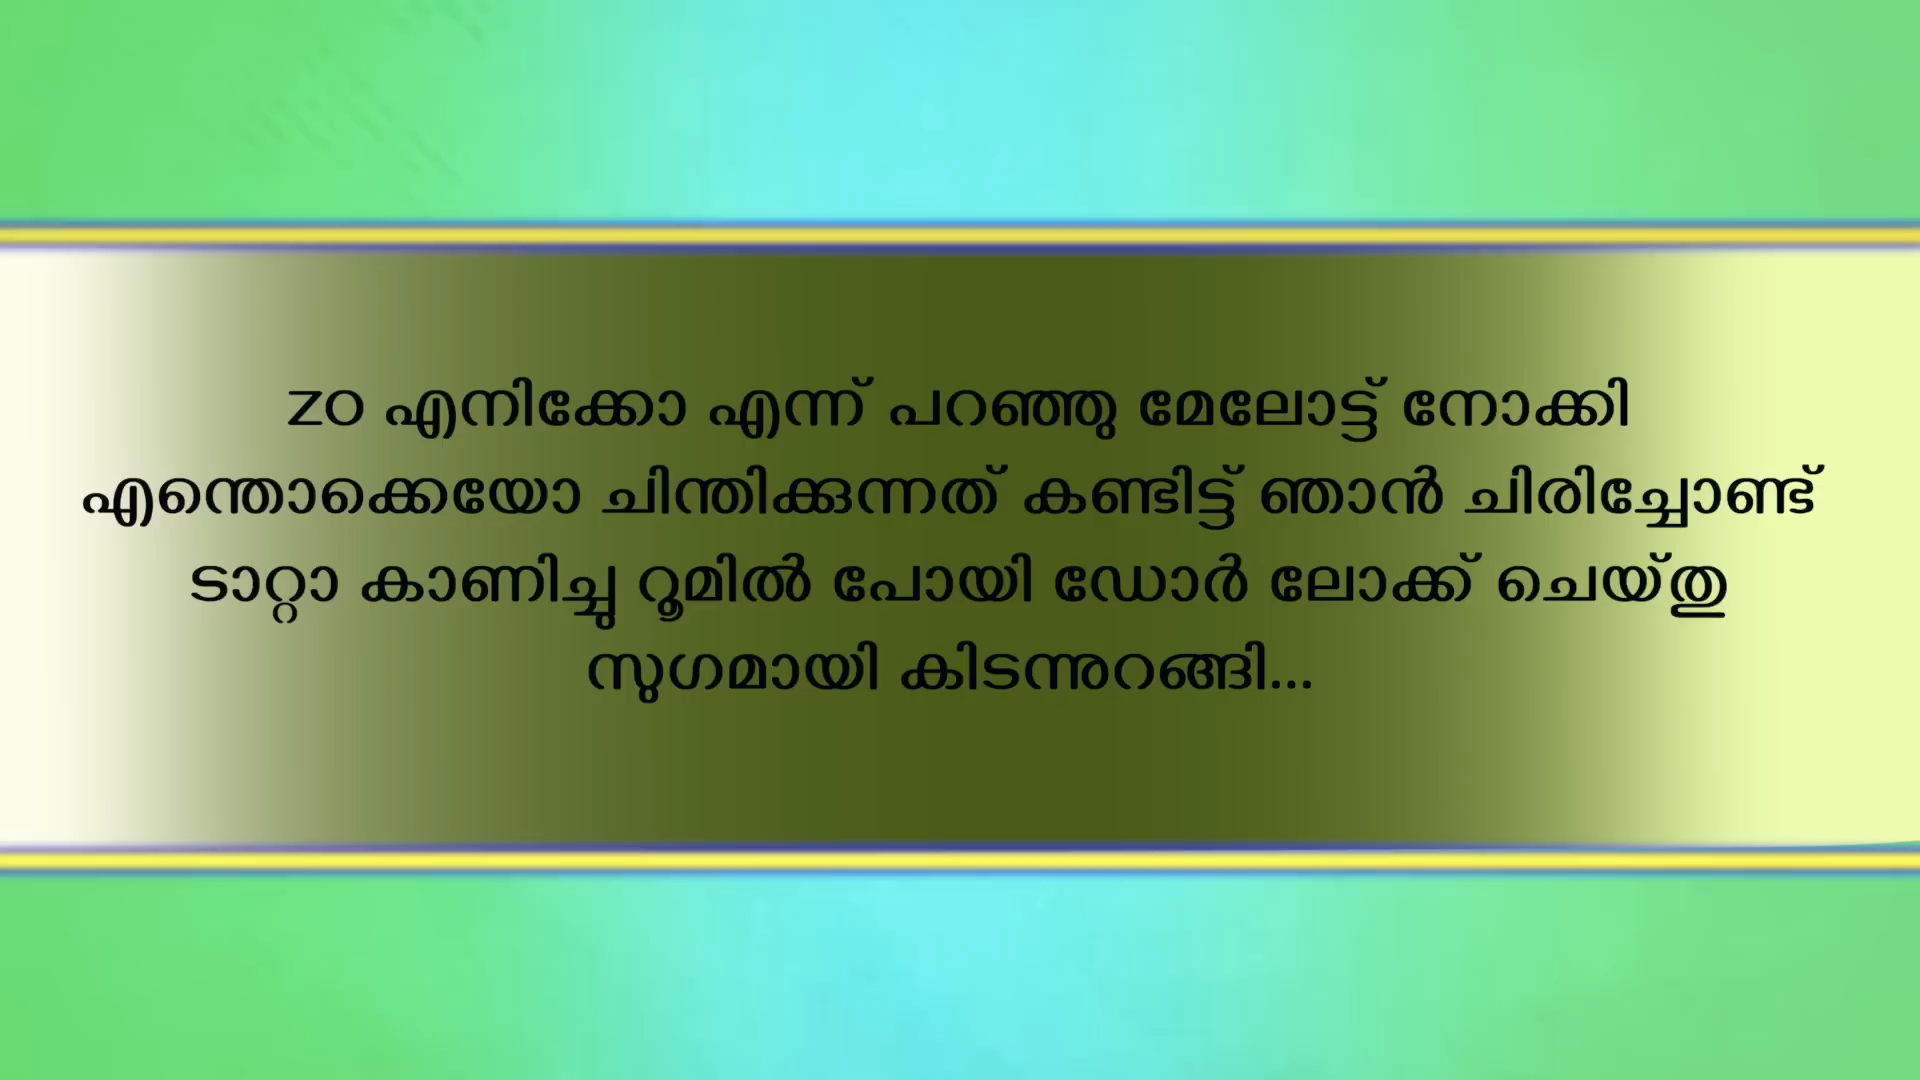 zo എനിക്കോ എന്ന് പറഞ്ഞു മേലോട്ട് നോക്കി
എന്തൊക്കെയോ ചിന്തിക്കുന്നത് കണ്ടിട്ട് ഞാൻ ചിരിച്ചോണ്ട്
ടാറ്റാ കാണിച്ചു റൂമിൽ പോയി ഡോർ ലോക്ക് ചെയ്തു
സുഗമായി കിടന്നുറങ്ങി...